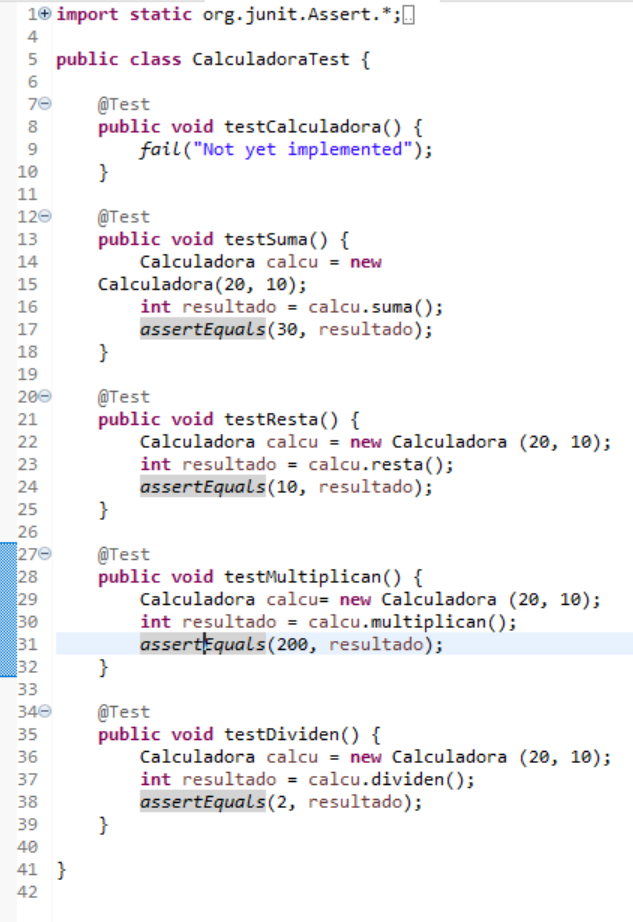 1 import static org.junit.Assert.*;
4
5 public class CalculadoraTest {
6
7     @Test
8     public void testCalculadora() {
9         fail("Not yet implemented");
10     }
11
12     @Test
13     public void testSuma() {
14         Calculadora calcu = new
15     Calculadora(20, 10);
16         int resultado = calcu.suma();
17         assertEquals(30, resultado);
18     }
19
20     @Test
21     public void testResta() {
22         Calculadora calcu = new Calculadora (20, 10);
23         int resultado = calcu.resta();
24         assertEquals(10, resultado);
25     }
26
27     @Test
28     public void testMultiplican() {
29         Calculadora calcu= new Calculadora (20, 10);
30         int resultado = calcu.multiplican();
31         assertEquals(200, resultado);
32     }
33
34     @Test
35     public void testDividen() {
36         Calculadora calcu = new Calculadora (20, 10);
37         int resultado = calcu.dividen();
38         assertEquals(2, resultado);
39     }
40
41 }
42